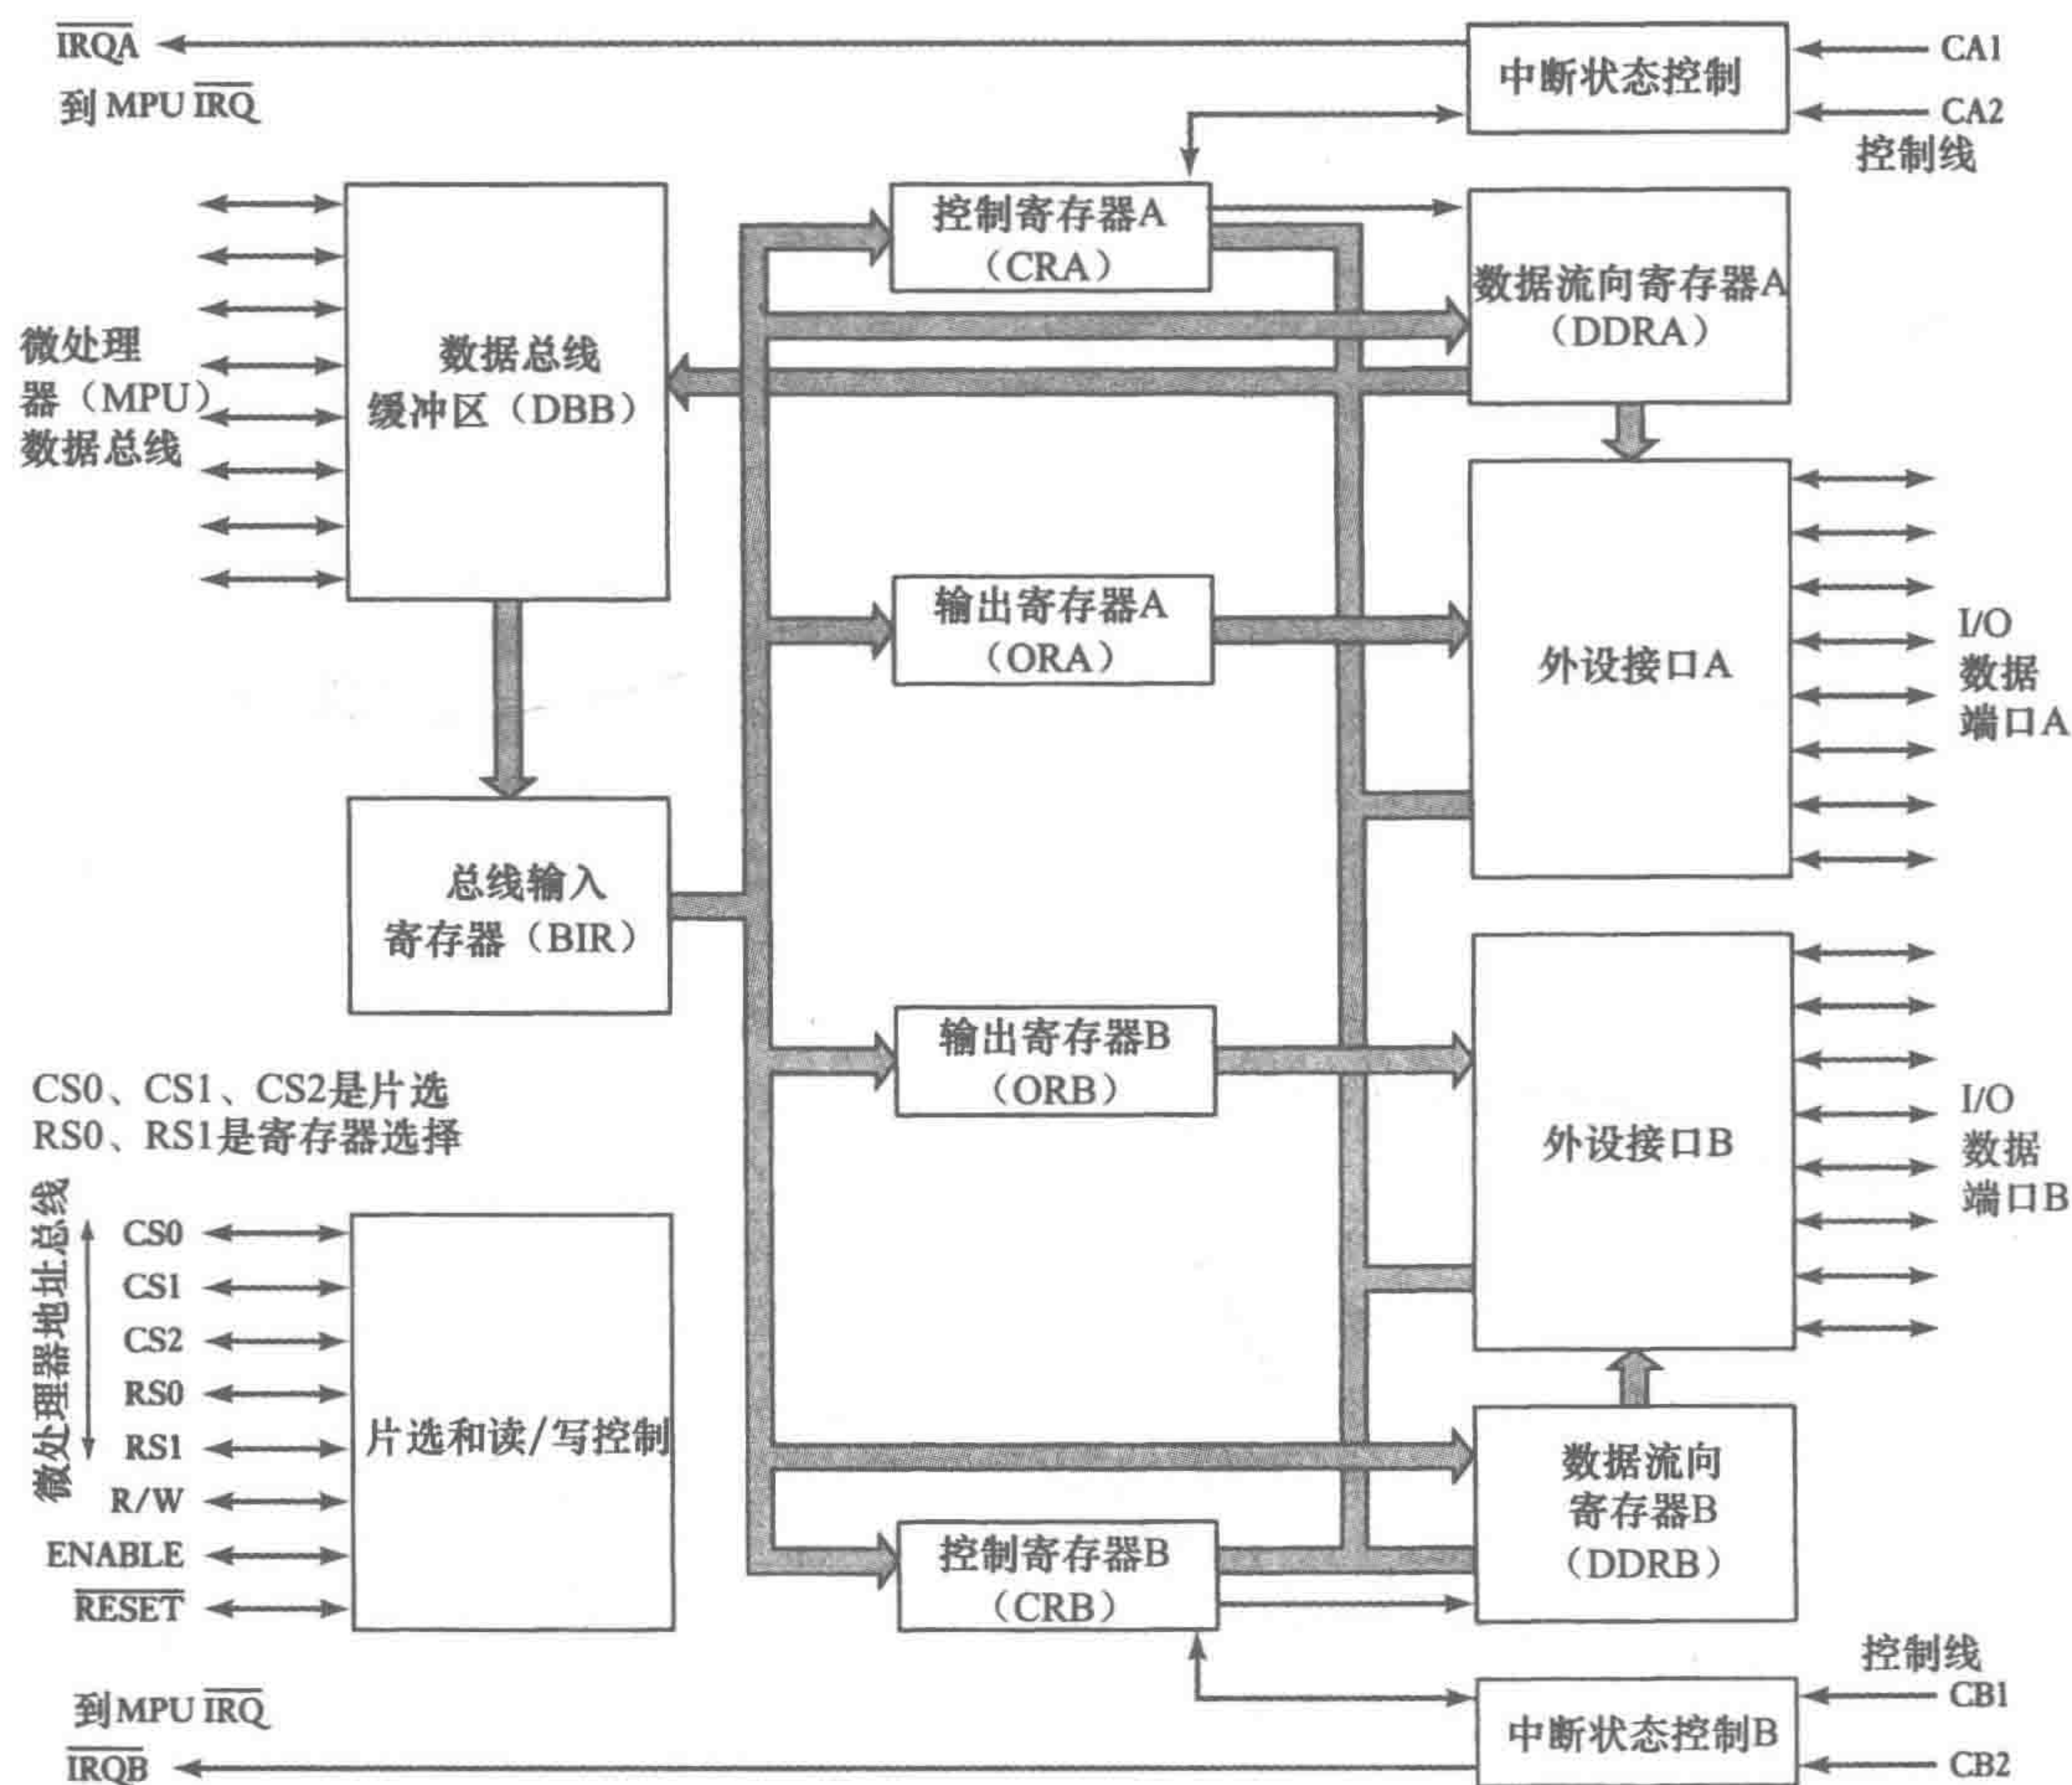 I̅R̅Q̅A̅
到 MPU I̅R̅Q̅
中断状态控制
CA1
CA2
控制线
微处理
器（MPU）
数据总线
数据总线
缓冲区（DBB）
控制寄存器A
（CRA）
数据流向寄存器A
（DDRA）
输出寄存器A
（ORA）
外设接口A
I/O
数据
端口A
总线输入
寄存器（BIR）
输出寄存器B
（ORB）
外设接口B
I/O
数据
端口B
CS0、CS1、CS2是片选
RS0、RS1是寄存器选择
微处理器地址总线
CS0
CS1
CS2
RS0
RS1
R/W
ENABLE
R̅E̅S̅E̅T̅
片选和读/写控制
控制寄存器B
（CRB）
数据流向
寄存器B
（DDRB）
到MPU I̅R̅Q̅
I̅R̅Q̅B̅
中断状态控制B
控制线
CB1
CB2